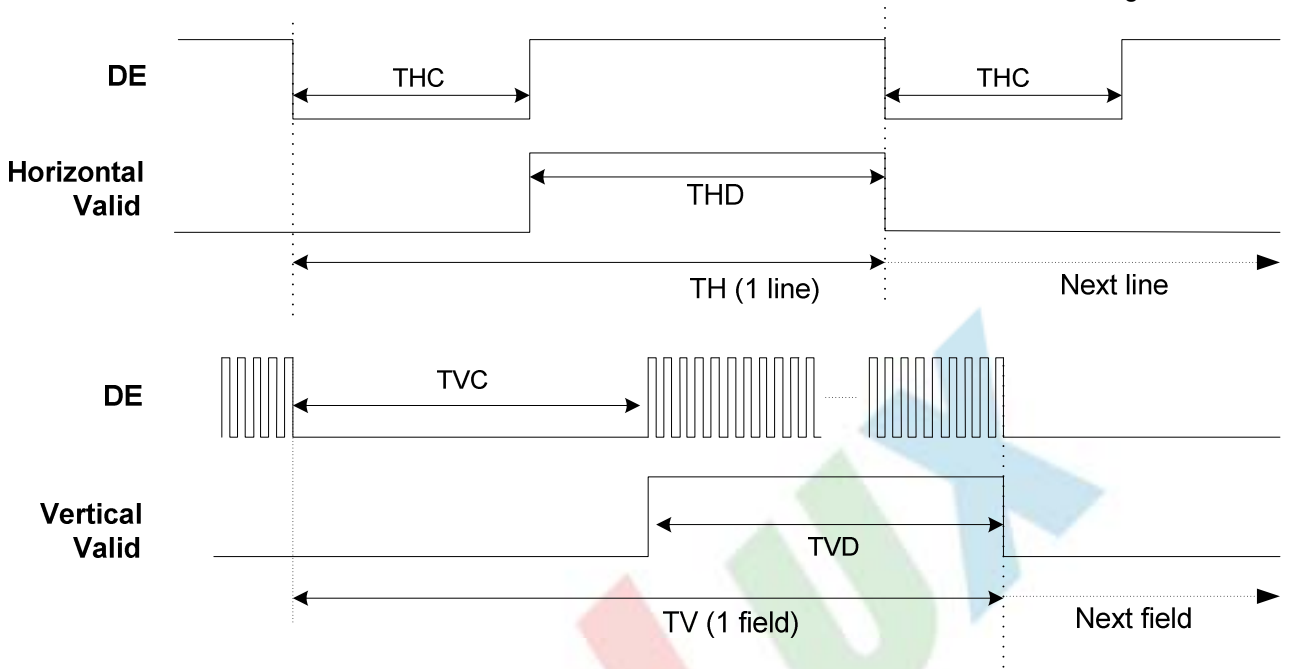 DE
THC
THC
Horizontal
Valid
THD
TH (1 line)
Next line
DE
TVC
Vertical
Valid
TVD
TV (1 field)
Next field